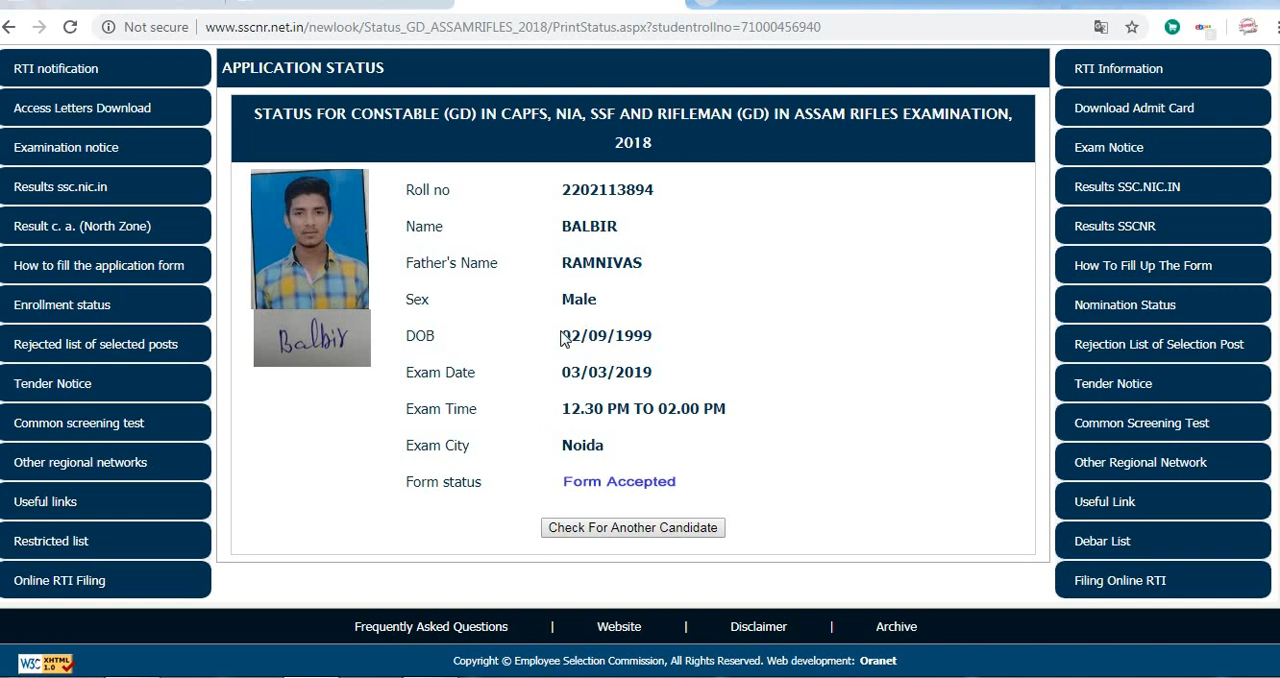 Not secure | www.sscnr.net.in/newlook/Status_GD_ASSAMRIFLES_2018/PrintStatus.aspx?studentrollno=71000456940
RTI notification
Access Letters Download
Examination notice
Results ssc.nic.in
Result c. a. (North Zone)
How to fill the application form
Enrollment status
Rejected list of selected posts
Tender Notice
Common screening test
Other regional networks
Useful links
Restricted list
Online RTI Filing
APPLICATION STATUS
STATUS FOR CONSTABLE (GD) IN CAPFS, NIA, SSF AND RIFLEMAN (GD) IN ASSAM RIFLES EXAMINATION,
2018
Balbir
Roll no 2202113894
Name BALBIR
Father's Name RAMNIVAS
Sex Male
DOB 02/09/1999
Exam Date 03/03/2019
Exam Time 12.30 PM TO 02.00 PM
Exam City Noida
Form status Form Accepted
Check For Another Candidate
RTI Information
Download Admit Card
Exam Notice
Results SSC.NIC.IN
Results SSCNR
How To Fill Up The Form
Nomination Status
Rejection List of Selection Post
Tender Notice
Common Screening Test
Other Regional Network
Useful Link
Debar List
Filing Online RTI
Frequently Asked Questions | Website | Disclaimer | Archive
W3C XHTML 1.0
Copyright © Employee Selection Commission, All Rights Reserved. Web development: Oranet